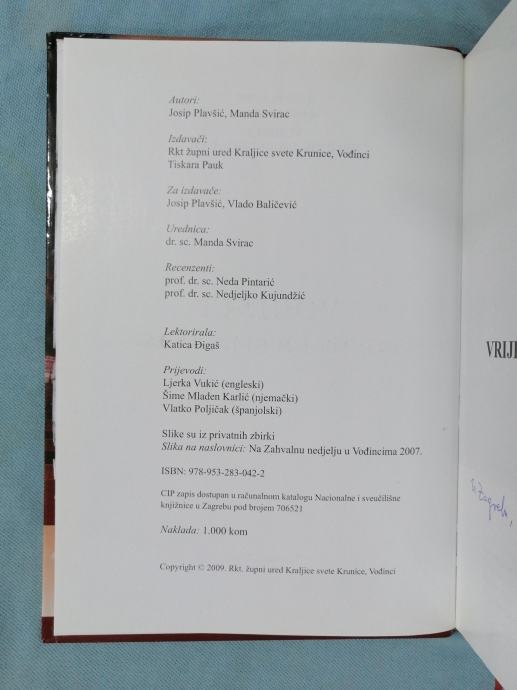 Autori:
Josip Plavšić, Manda Svirac
Izdavači:
Rkt župni ured Kraljice svete Krunice, Vođinci
Tiskara Pauk
Za izdavače:
Josip Plavšić, Vlado Baličević
Urednica:
dr. sc. Manda Svirac
Recenzenti:
prof. dr. sc. Neda Pintarić
prof. dr. sc. Nedjeljko Kujundžić
Lektorirala:
Katica Đigaš
Prijevodi:
Ljerka Vukić (engleski)
Šime Mlađen Karlić (njemački)
Vlatko Poljičak (španjolski)
Slike su iz privatnih zbirki
Slika na naslovnici: Na Zahvalnu nedjelju u Vođincima 2007.
ISBN: 978-953-283-042-2
CIP zapis dostupan u računalnom katalogu Nacionalne i sveučilišne
knjižnice u Zagrebu pod brojem 706521
Naklada: 1.000 kom
Copyright © 2009. Rkt. župni ured Kraljice svete Krunice, Vođinci